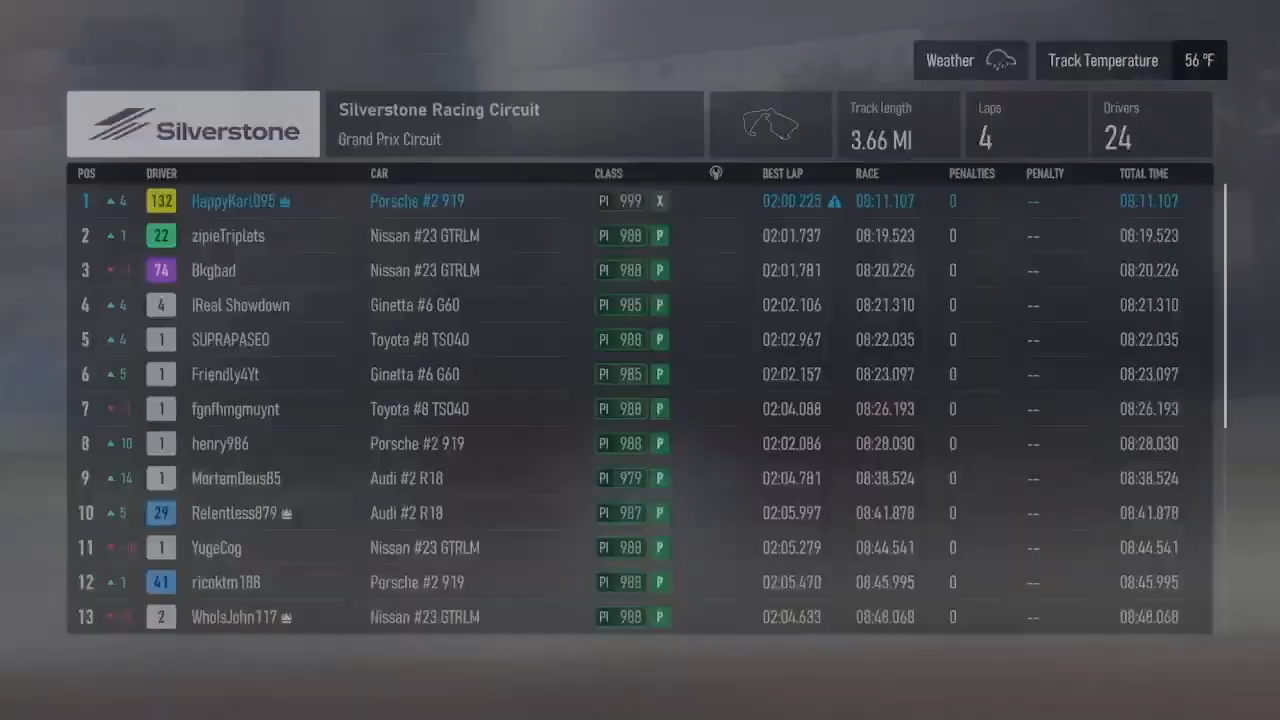 Weather Track Temperature 56 °F
Silverstone
Silverstone Racing Circuit
Grand Prix Circuit
Track length
3.66 MI
Laps
4
Drivers
24
POS DRIVER CAR CLASS BEST LAP RACE PENALTIES PENALTY TOTAL TIME
1 4 132 HappyKarl095 Porsche #2 919 PI 999 X 02:00.225 08:11.107 0 -- 08:11.107
2 1 22 zipieTriplets Nissan #23 GTRLM PI 988 P 02:01.737 08:19.523 0 -- 08:19.523
3 -1 74 Bkgbad Nissan #23 GTRLM PI 988 P 02:01.781 08:20.226 0 -- 08:20.226
4 4 4 IReal Showdown Ginetta #6 G60 PI 985 P 02:02.106 08:21.310 0 -- 08:21.310
5 4 1 SUPRAPASEO Toyota #8 TS040 PI 988 P 02:02.967 08:22.035 0 -- 08:22.035
6 5 1 Friendly4Yt Ginetta #6 G60 PI 985 P 02:02.157 08:23.097 0 -- 08:23.097
7 -1 1 fgnfhmgmuynt Toyota #8 TS040 PI 988 P 02:04.088 08:26.193 0 -- 08:26.193
8 10 1 henry986 Porsche #2 919 PI 988 P 02:02.086 08:28.030 0 -- 08:28.030
9 14 1 MortemDeus85 Audi #2 R18 PI 979 P 02:04.781 08:38.524 0 -- 08:38.524
10 5 29 Relentless879 Audi #2 R18 PI 987 P 02:05.997 08:41.878 0 -- 08:41.878
11 1 YugeCog Nissan #23 GTRLM PI 988 P 02:05.279 08:44.541 0 -- 08:44.541
12 1 41 ricoktm188 Porsche #2 919 PI 988 P 02:05.470 08:45.995 0 -- 08:45.995
13 2 WhoIsJohn117 Nissan #23 GTRLM PI 988 P 02:04.633 08:48.068 0 -- 08:48.068